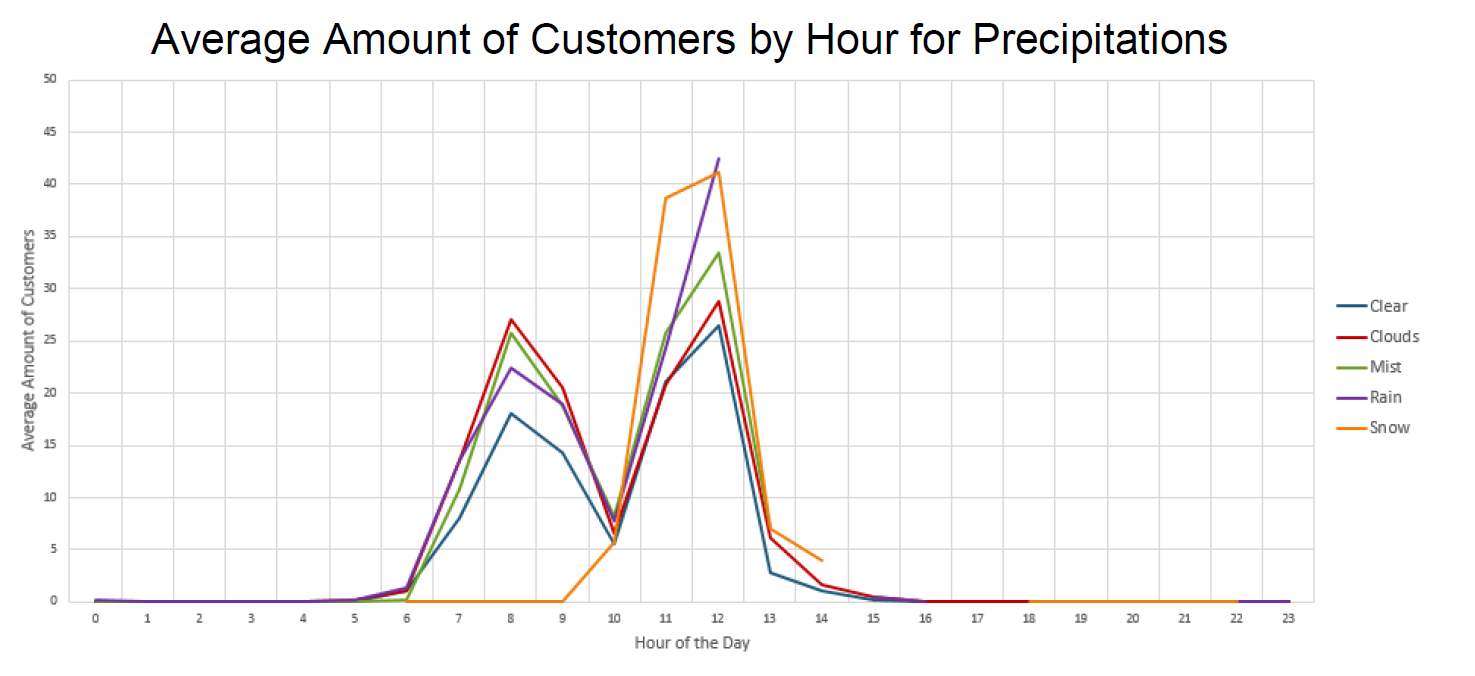 Average Amount of Customers by Hour for Precipitations
50
45
40
35
30
25
20
15
10
5
0
Average Amount of Customers
0 1 2 3 4 5 6 7 8 9 10 11 12 13 14 15 16 17 18 19 20 21 22 23
Hour of the Day
Clear
Clouds
Mist
Rain
Snow